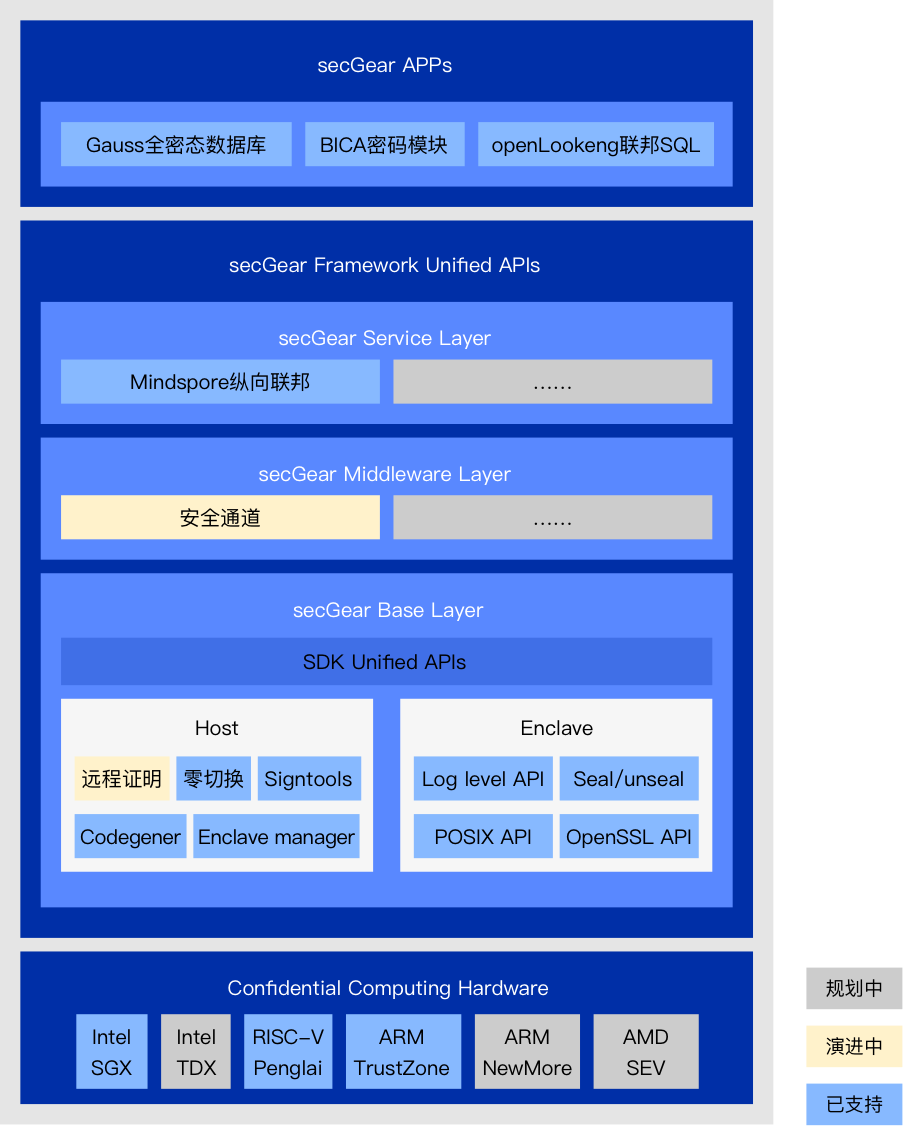 secGear APPs
Gauss全密态数据库
BICA密码模块
openLookeng联邦SQL
secGear Framework Unified APIs
secGear Service Layer
Mindspore纵向联邦
......
secGear Middleware Layer
安全通道
......
secGear Base Layer
SDK Unified APIs
Host
远程证明
零切换
Signtools
Codegener
Enclave manager
Enclave
Log level API
Seal/unseal
POSIX API
OpenSSL API
Confidential Computing Hardware
Intel
SGX
Intel
TDX
RISC-V
Penglai
ARM
TrustZone
ARM
NewMore
AMD
SEV
规划中
演进中
已支持